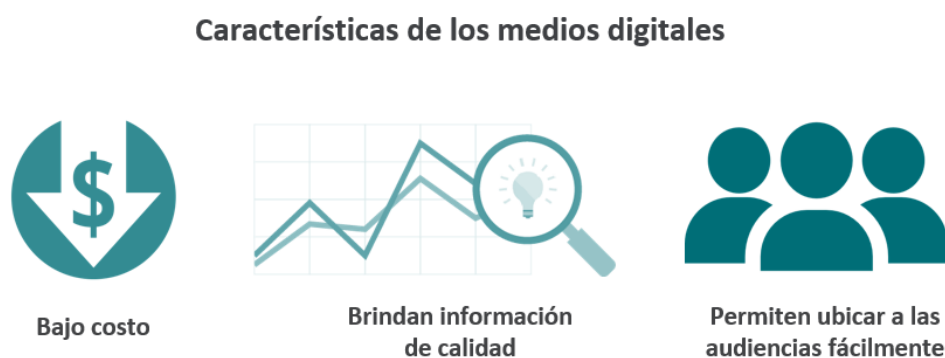 Características de los medios digitales
$
Bajo costo
Brindan información
de calidad
Permiten ubicar a las
audiencias fácilmente